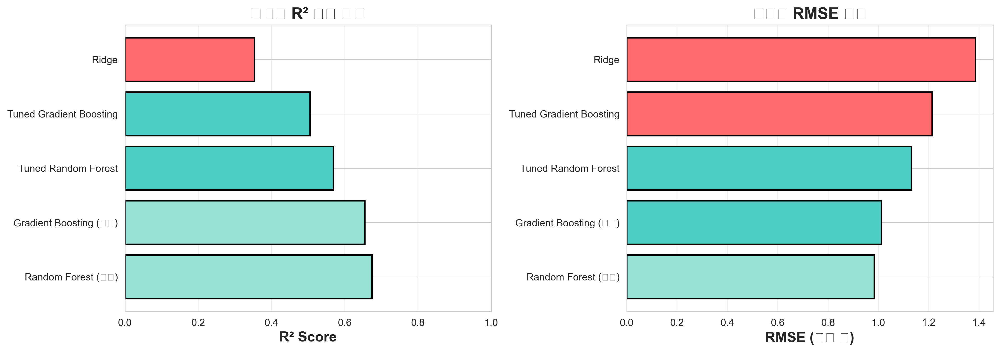 □□□ R² □□ □□
Ridge
Tuned Gradient Boosting
Tuned Random Forest
Gradient Boosting (□□)
Random Forest (□□)
0.0 0.2 0.4 0.6 0.8 1.0
R² Score
□□□ RMSE □□
Ridge
Tuned Gradient Boosting
Tuned Random Forest
Gradient Boosting (□□)
Random Forest (□□)
0.0 0.2 0.4 0.6 0.8 1.0 1.2 1.4
RMSE (□□ □)